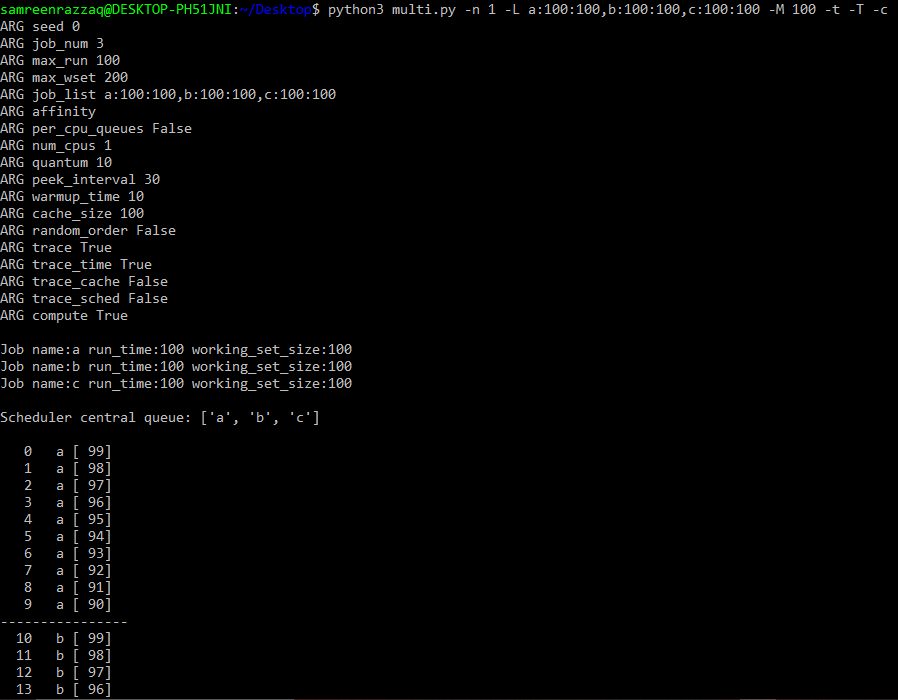 samreenrazzaq@DESKTOP-PH51JNI:~/Desktop$ python3 multi.py -n 1 -L a:100:100,b:100:100,c:100:100 -M 100 -t -T -c
ARG seed 0
ARG job_num 3
ARG max_run 100
ARG max_wset 200
ARG job_list a:100:100,b:100:100,c:100:100
ARG affinity
ARG per_cpu_queues False
ARG num_cpus 1
ARG quantum 10
ARG peek_interval 30
ARG warmup_time 10
ARG cache_size 100
ARG random_order False
ARG trace True
ARG trace_time True
ARG trace_cache False
ARG trace_sched False
ARG compute True

Job name:a run_time:100 working_set_size:100
Job name:b run_time:100 working_set_size:100
Job name:c run_time:100 working_set_size:100

Scheduler central queue: ['a', 'b', 'c']

   0   a [ 99]
   1   a [ 98]
   2   a [ 97]
   3   a [ 96]
   4   a [ 95]
   5   a [ 94]
   6   a [ 93]
   7   a [ 92]
   8   a [ 91]
   9   a [ 90]
----------------
  10   b [ 99]
  11   b [ 98]
  12   b [ 97]
  13   b [ 96]